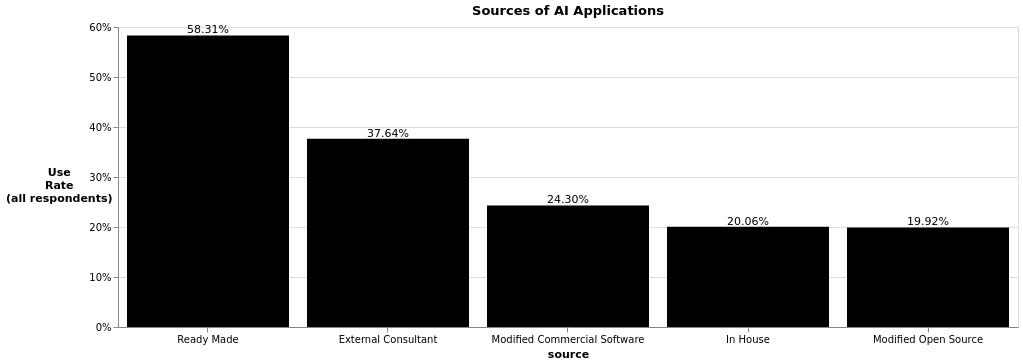 Sources of AI Applications
60%
50%
40%
30%
20%
10%
0%
Use
Rate
(all respondents)
58.31%
37.64%
24.30%
20.06%
19.92%
Ready Made
External Consultant
Modified Commercial Software
In House
Modified Open Source
source